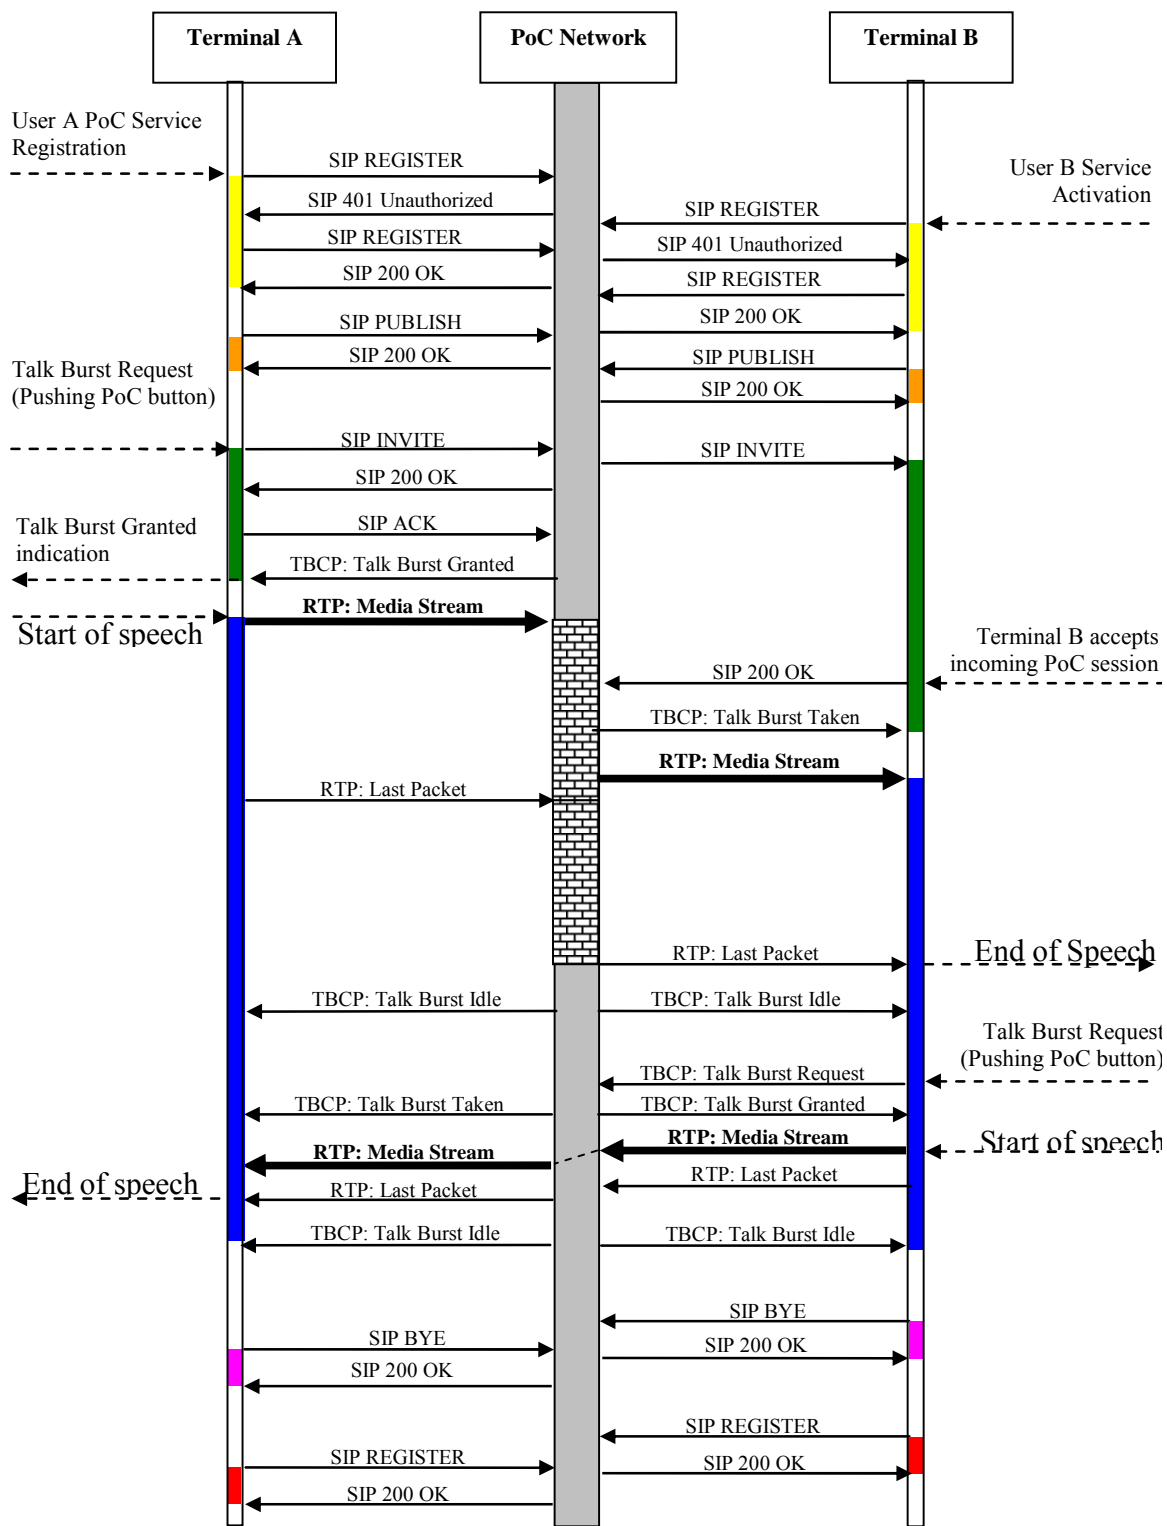 Terminal A
PoC Network
Terminal B
User A PoC Service
Registration
SIP REGISTER
User B Service
Activation
SIP 401 Unauthorized
SIP REGISTER
SIP REGISTER
SIP 401 Unauthorized
SIP 200 OK
SIP REGISTER
SIP PUBLISH
SIP 200 OK
SIP 200 OK
SIP PUBLISH
Talk Burst Request
(Pushing PoC button)
SIP 200 OK
SIP INVITE
SIP INVITE
SIP 200 OK
Talk Burst Granted
indication
SIP ACK
TBCP: Talk Burst Granted
RTP: Media Stream
Start of speech
Terminal B accepts
incoming PoC session
SIP 200 OK
TBCP: Talk Burst Taken
RTP: Media Stream
RTP: Last Packet
RTP: Last Packet
End of Speech
TBCP: Talk Burst Idle
TBCP: Talk Burst Idle
Talk Burst Request
(Pushing PoC button)
TBCP: Talk Burst Request
TBCP: Talk Burst Taken
TBCP: Talk Burst Granted
RTP: Media Stream
Start of speech
RTP: Media Stream
RTP: Last Packet
End of speech
RTP: Last Packet
TBCP: Talk Burst Idle
TBCP: Talk Burst Idle
SIP BYE
SIP BYE
SIP 200 OK
SIP 200 OK
SIP REGISTER
SIP REGISTER
SIP 200 OK
SIP 200 OK